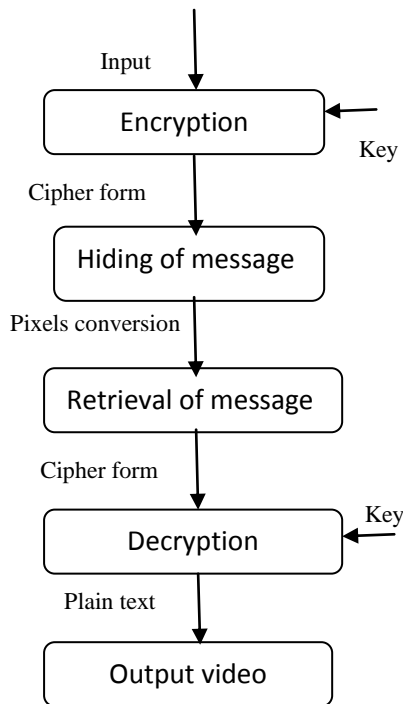 Input
Encryption
Key
Cipher form
Hiding of message
Pixels conversion
Retrieval of message
Cipher form
Key
Decryption
Plain text
Output video